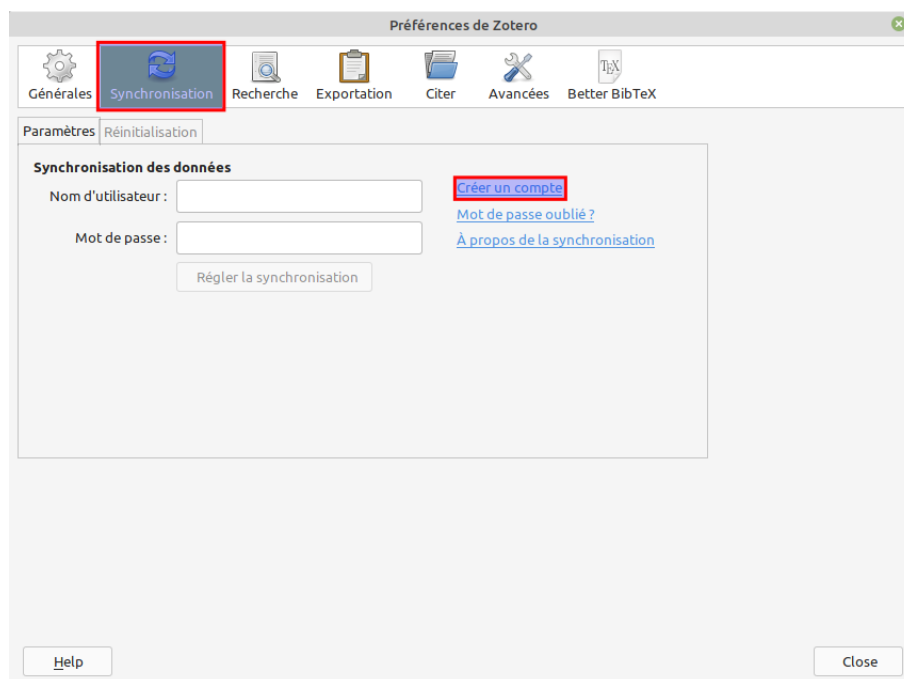 Préférences de Zotero
Générales Synchronisation Recherche Exportation Citer Avancées TEX Better BibTeX
Paramètres Réinitialisation
Synchronisation des données
Nom d'utilisateur : Créer un compte
Mot de passe oublié ?
Mot de passe : À propos de la synchronisation
Régler la synchronisation
Help Close